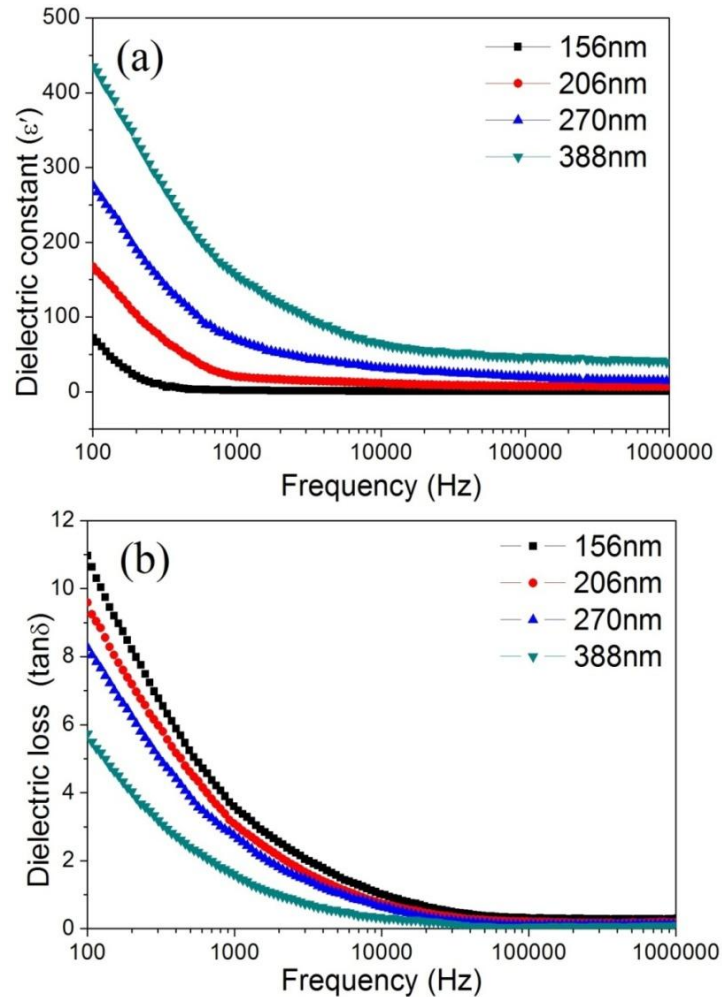 500
(a)
156nm
206nm
270nm
388nm
400
300
200
100
0
Dielectric constant (ε′)
100 1000 10000 100000 1000000
Frequency (Hz)
12
(b)
156nm
206nm
270nm
388nm
10
8
6
4
2
0
Dielectric loss (tanδ)
100 1000 10000 100000 1000000
Frequency (Hz)